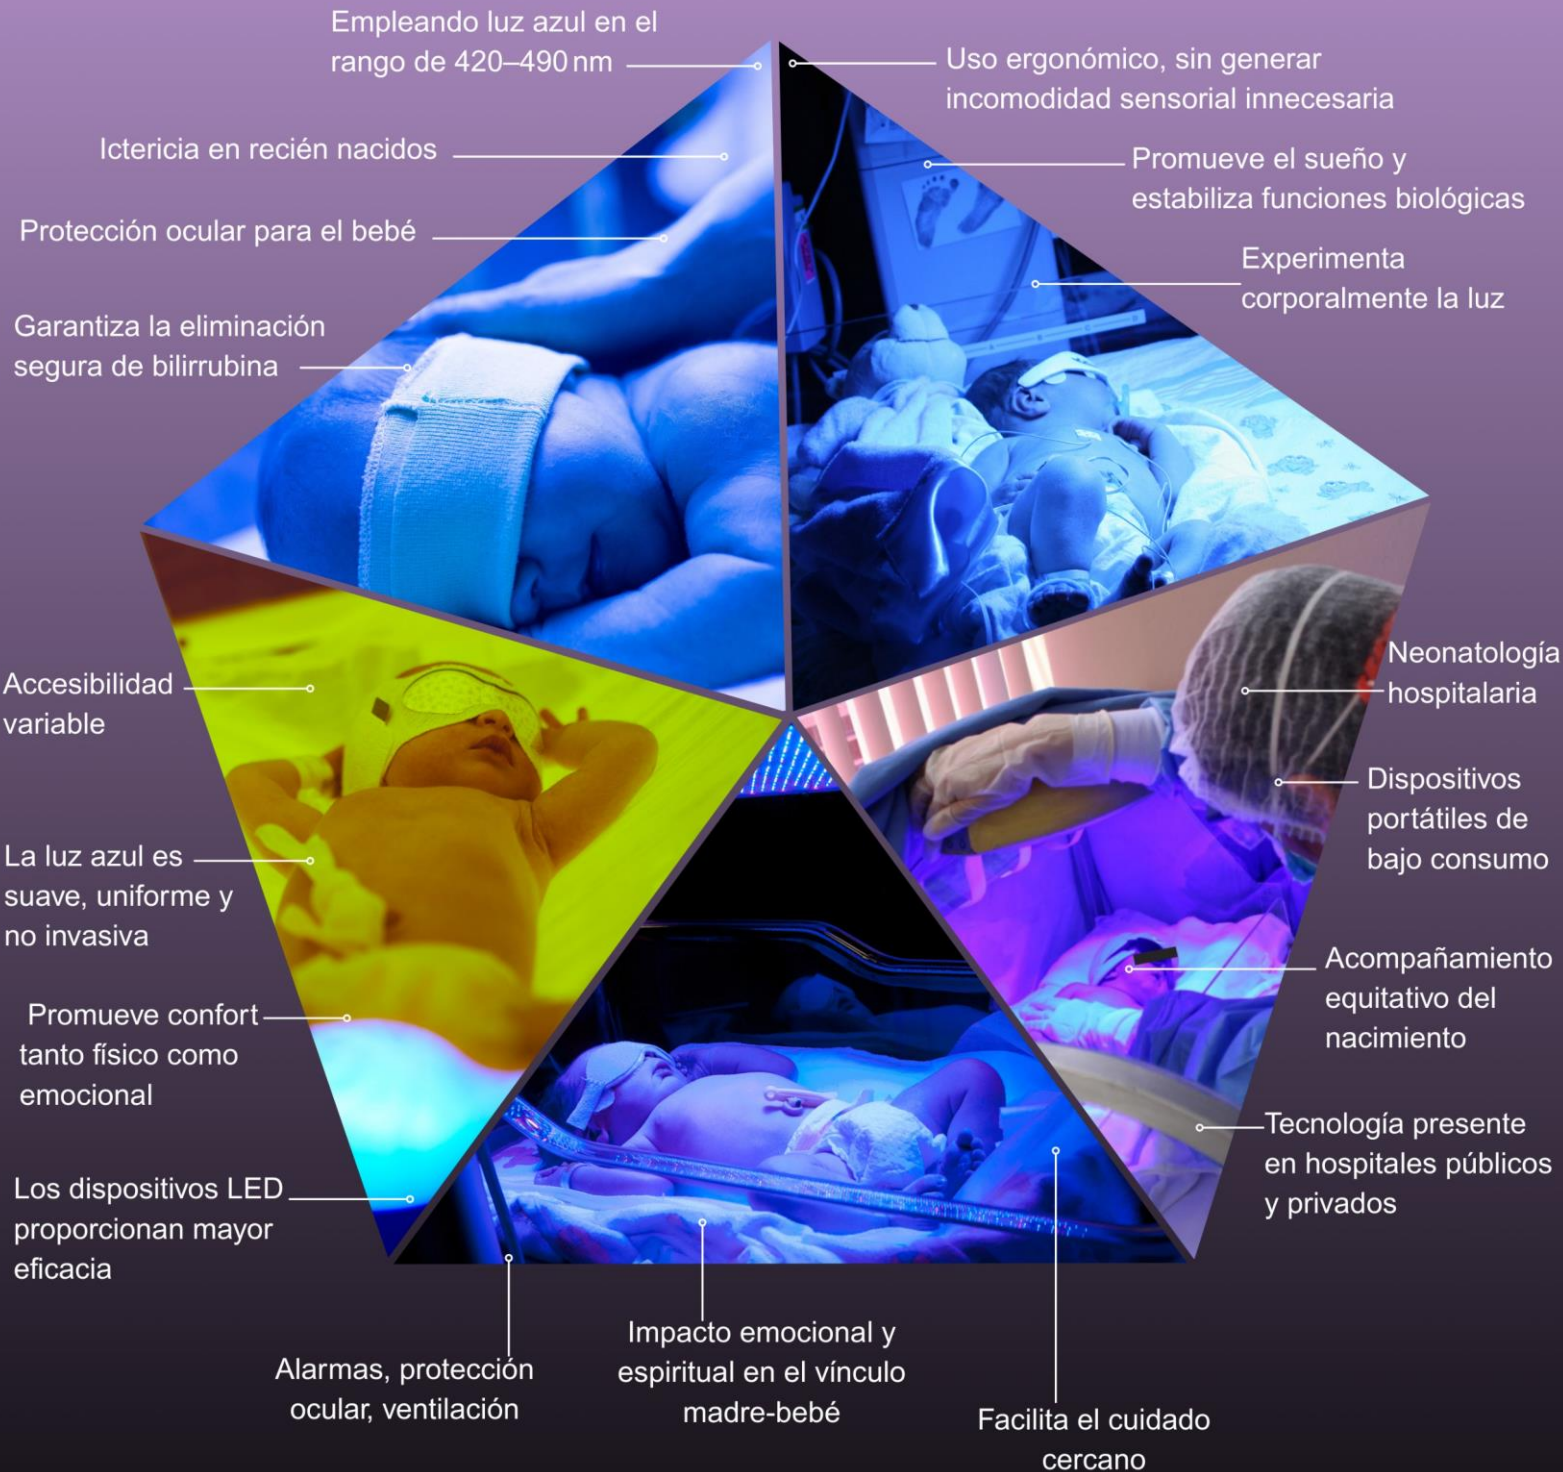 Empleando luz azul en el
rango de 420–490 nm
Ictericia en recién nacidos
Protección ocular para el bebé
Garantiza la eliminación
segura de bilirrubina
Uso ergonómico, sin generar
incomodidad sensorial innecesaria
Promueve el sueño y
estabiliza funciones biológicas
Experimenta
corporalmente la luz
Accesibilidad
variable
La luz azul es
suave, uniforme y
no invasiva
Promueve confort
tanto físico como
emocional
Los dispositivos LED
proporcionan mayor
eficacia
Neonatología
hospitalaria
Dispositivos
portátiles de
bajo consumo
Acompañamiento
equitativo del
nacimiento
Tecnología presente
en hospitales públicos
y privados
Alarmas, protección
ocular, ventilación
Impacto emocional y
espiritual en el vínculo
madre-bebé
Facilita el cuidado
cercano